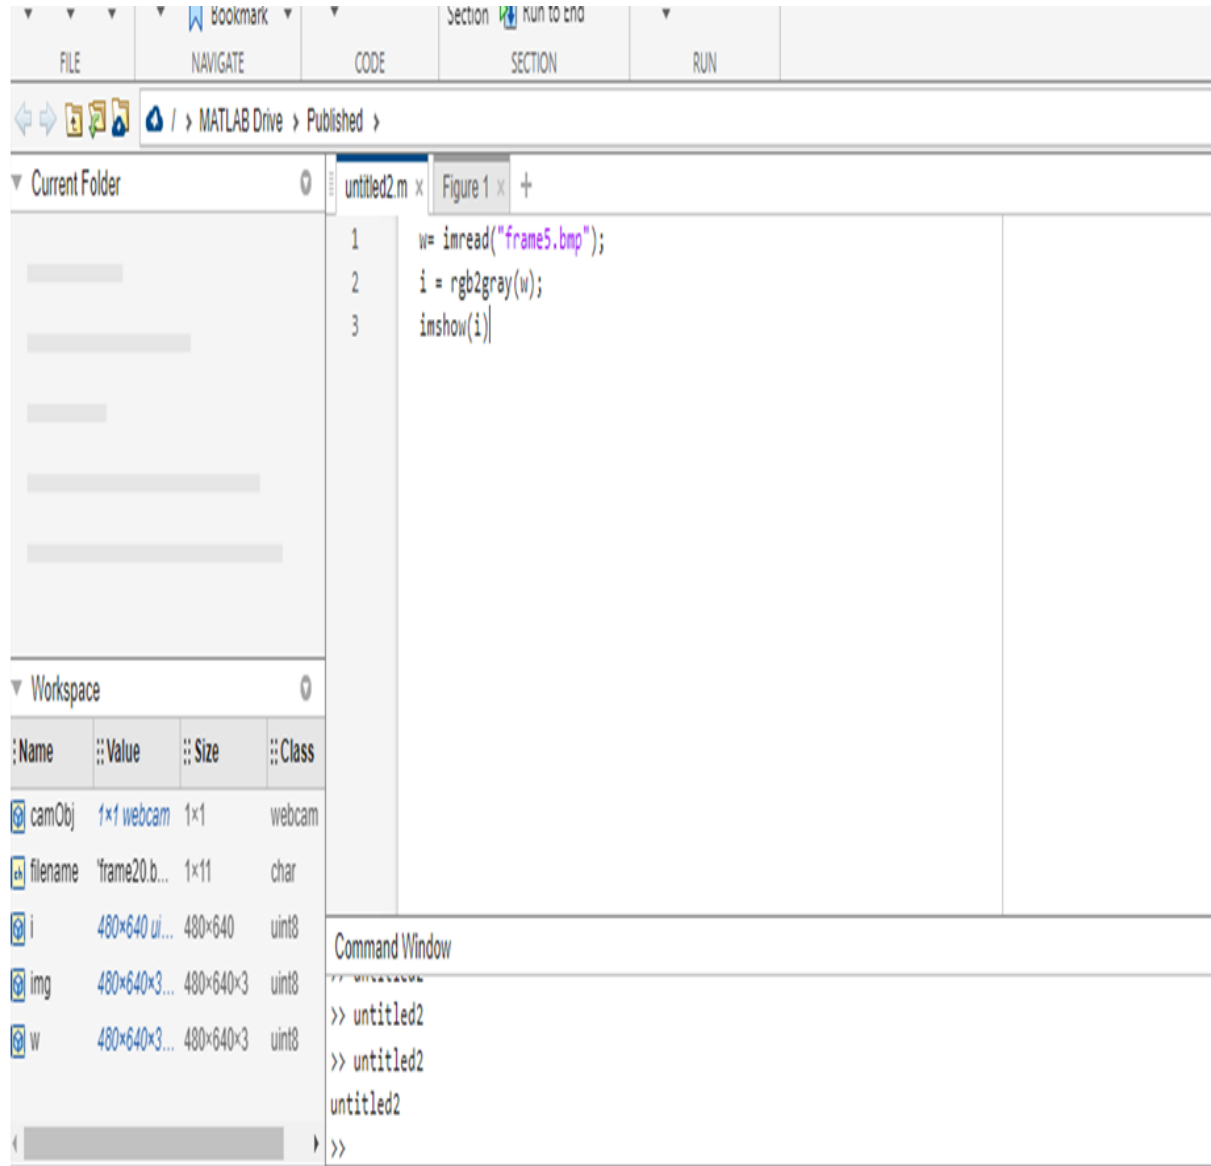 Bookmark Section Run to End
FILE NAVIGATE CODE SECTION RUN
/ > MATLAB Drive > Published >
Current Folder
untitled2.m × Figure 1 × +
1 w= imread("frame5.bmp");
2 i = rgb2gray(w);
3 imshow(i)
Workspace
Name Value Size Class
camObj 1×1 webcam 1×1 webcam
filename 'frame20.b... 1×11 char
i 480×640 ui... 480×640 uint8
img 480×640×3... 480×640×3 uint8
w 480×640×3... 480×640×3 uint8
Command Window
>> untitled2
>> untitled2
>> untitled2
untitled2
>>